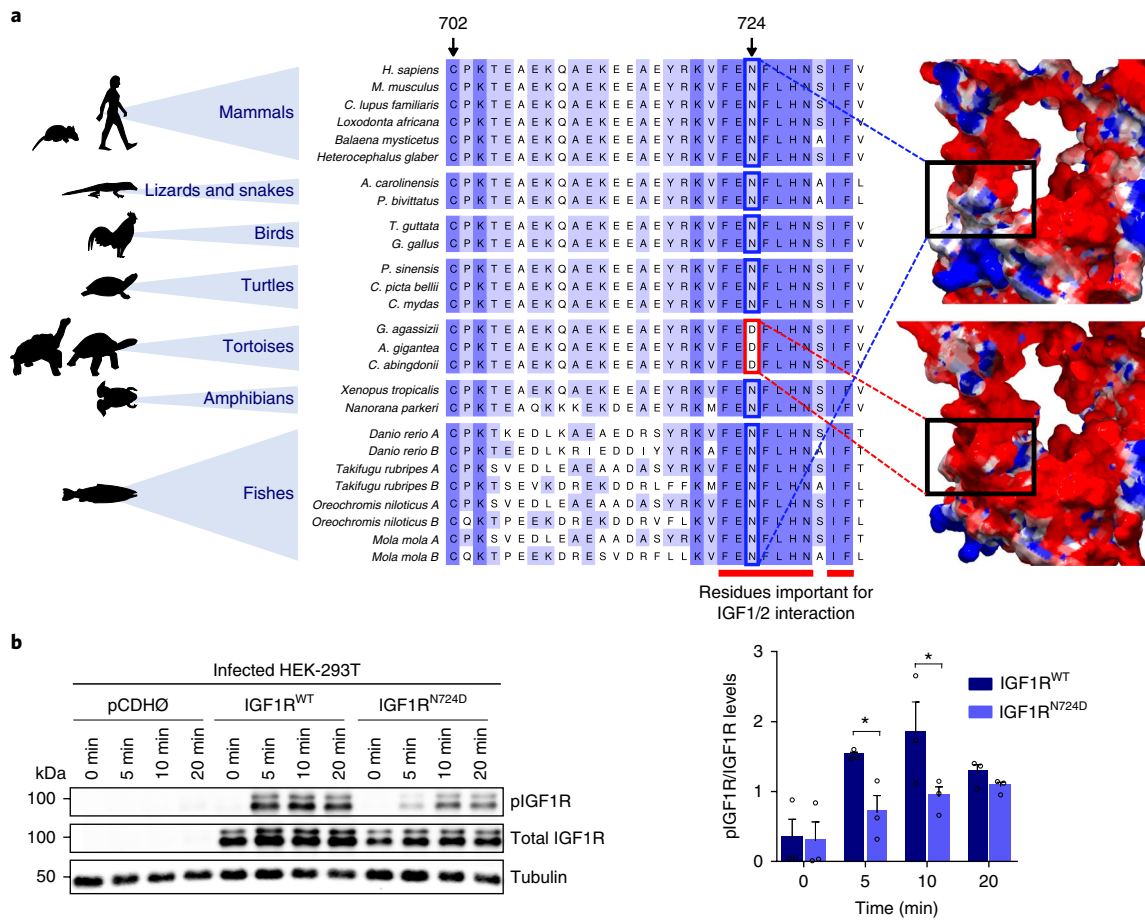 a
702 724
Mammals
H. sapiens C P K T E A E K Q A E K E E A E Y R K V F E N F L H N S I F V
M. musculus C P K T E A E K Q A E K E E A E Y R K V F E N F L H N S I F V
C. lupus familiaris C P K T E A E K Q A E K E E A E Y R K V F E N F L H N S I F V
Loxodonta africana C P K T E A E K Q A E K E E A E Y R K V F E N F L H N S I F V
Balaena mysticetus C P K T E A E K Q A E K E E A E Y R K V F E N F L H N A I F V
Heterocephalus glaber C P K T E A E K Q A E K E E A E Y R K V F E N F L H N S I F V
Lizards and snakes
A. carolinensis C P K T E A E K Q A E K E E A E Y R K V F E N F L H N A I F L
P. bivittatus C P K T E A E K Q A E K E E A E Y R K V F E N F L H N A I F L
Birds
T. guttata C P K T E A E K Q A E K E E A E Y R K V F E N F L H N S I F V
G. gallus C P K T E A E K Q A E K E E A E Y R K V F E N F L H N S I F V
Turtles
P. sinensis C P K T E A E K Q A E K E E A E Y R K V F E N F L H N S I F V
C. picta bellii C P K T E A E K Q A E K E E A E Y R K V F E N F L H N S I F V
C. mydas C P K T E A E K Q A E K E E A E Y R K V F E N F L H N S I F V
Tortoises
G. agassizii C P K T E A E K Q A E K E E A E Y R K V F E D F L H N S I F V
A. gigantea C P K T E A E K Q A E K E E A E Y R K V F E D F L H N S I F V
C. abingdonii C P K T E A E K Q A E K E E A E Y R K V F E D F L H N S I F V
Amphibians
Xenopus tropicalis C P K T E A E K Q A E K E E A E Y R K V F E N F L H N S I F V
Nanorana parkeri C P K T E A Q K K K E K D E A E Y R K M F E N F L H N S I F V
Fishes
Danio rerio A C P K T K E D L K A E A E D R S Y R K V F E N F L H N S I F T
Danio rerio B C P K T E E D L K R I E D D I Y Y R K A F E N F L H N A I F T
Takifugu rubripes A C P K S V E D L E A E A A D A S Y R K V F E N F L H N S I F T
Takifugu rubripes B C P K T S E V K D R E K D D R L F F K M F E N F L H N A I F L
Oreochromis niloticus A C P K S V E D L E A E A A D A S Y R K V F E N F L H N S I F T
Oreochromis niloticus B C Q K T P E E K D R E K D D R V F L K V F E N F L H N S I F L
Mola mola A C P K S V E D L E A E A A D A S Y R K V F E N F L H N S I F T
Mola mola B C Q K T P E E K D R E S V D R F L L K V F E N F L H N A I F L
Residues important for
IGF1/2 interaction
b
Infected HEK-293T
pCDHØ IGF1R^WT IGF1R^N724D
kDa 0 min 5 min 10 min 20 min 0 min 5 min 10 min 20 min 0 min 5 min 10 min 20 min
100 pIGF1R
100 Total IGF1R
50 Tubulin
pIGF1R/IGF1R levels
3
2
1
0
* *
IGF1R^WT
IGF1R^N724D
0 5 10 20
Time (min)